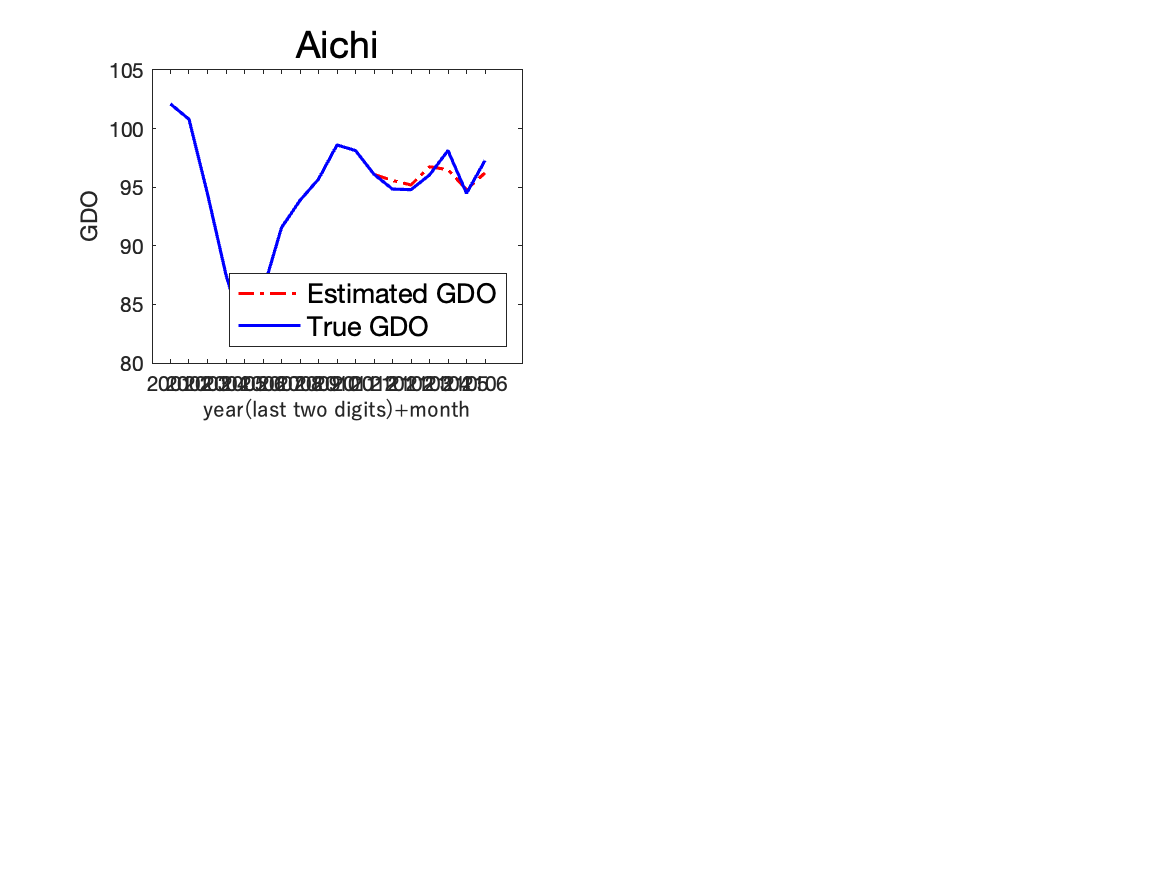 Aichi
105
100
95
90
85
80
GDO
Estimated GDO
True GDO
year(last two digits)+month